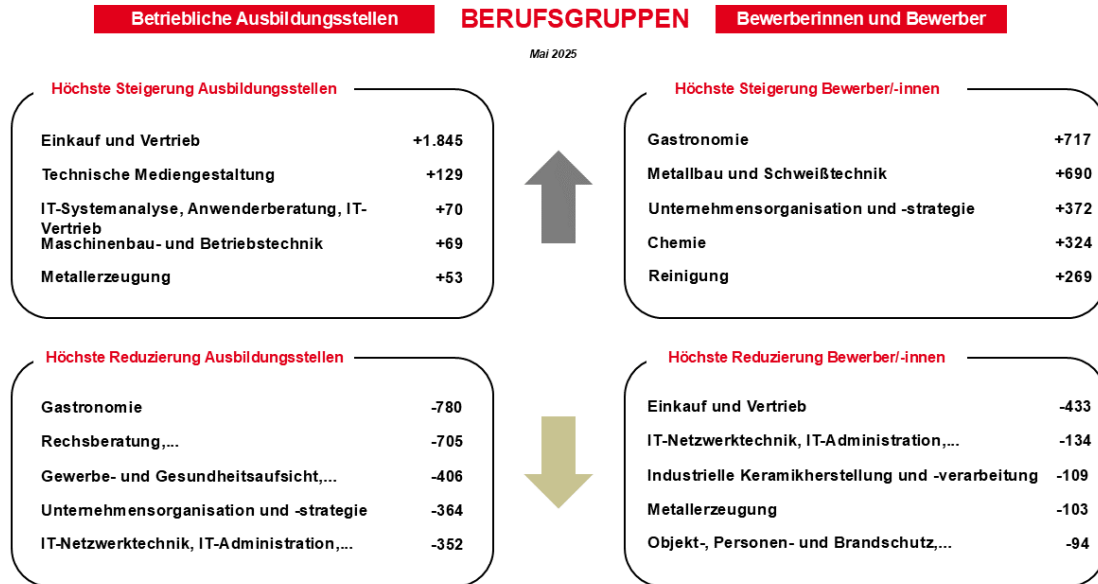 Betriebliche Ausbildungsstellen
BERUFSGRUPPEN
Bewerberinnen und Bewerber
Mai 2025
Höchste Steigerung Ausbildungsstellen
Einkauf und Vertrieb +1.845
Technische Mediengestaltung +129
IT-Systemanalyse, Anwenderberatung, IT- +70
Vertrieb
Maschinenbau- und Betriebstechnik +69
Metallerzeugung +53
Höchste Steigerung Bewerber/-innen
Gastronomie +717
Metallbau und Schweißtechnik +690
Unternehmensorganisation und -strategie +372
Chemie +324
Reinigung +269
Höchste Reduzierung Ausbildungsstellen
Gastronomie -780
Rechsberatung,... -705
Gewerbe- und Gesundheitsaufsicht,... -406
Unternehmensorganisation und -strategie -364
IT-Netzwerktechnik, IT-Administration,... -352
Höchste Reduzierung Bewerber/-innen
Einkauf und Vertrieb -433
IT-Netzwerktechnik, IT-Administration,... -134
Industrielle Keramikherstellung und -verarbeitung -109
Metallerzeugung -103
Objekt-, Personen- und Brandschutz,... -94